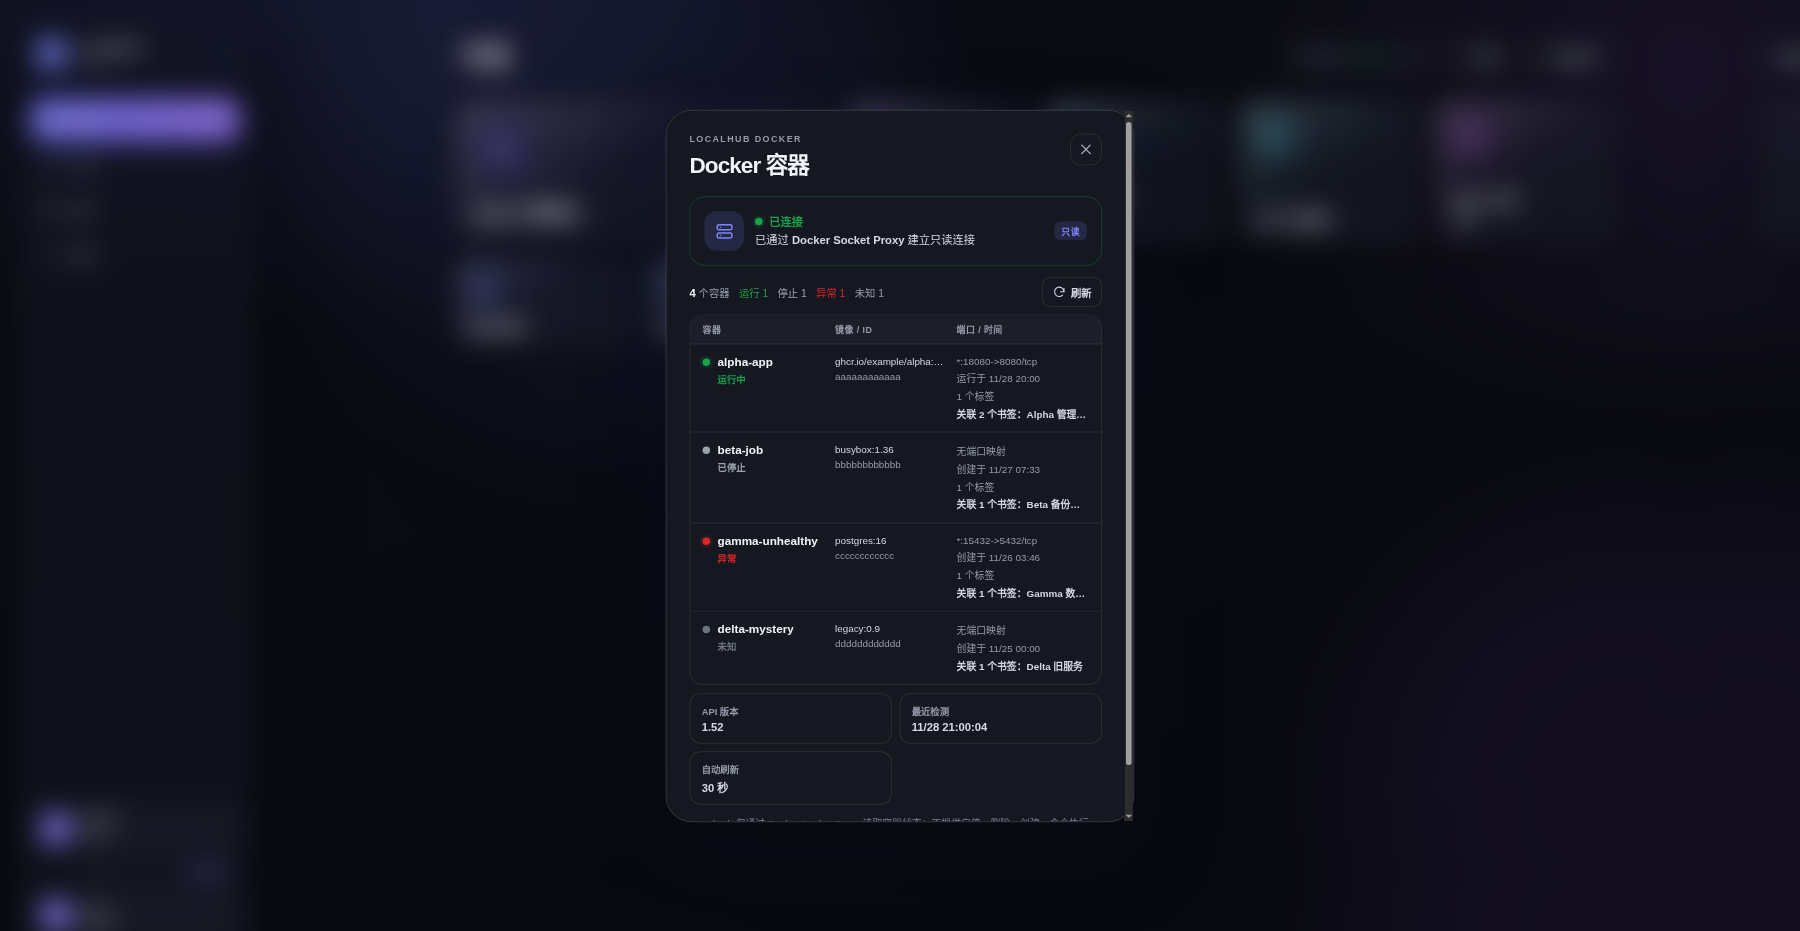 LOCALHUB DOCKER
Docker 容器
已连接
已通过 Docker Socket Proxy 建立只读连接
只读
4 个容器 运行 1 停止 1 异常 1 未知 1
刷新
容器 镜像 / ID 端口 / 时间
alpha-app
运行中
ghcr.io/example/alpha:…
aaaaaaaaaaaa
*:18080->8080/tcp
运行于 11/28 20:00
1 个标签
关联 2 个书签：Alpha 管理…
beta-job
已停止
busybox:1.36
bbbbbbbbbbbb
无端口映射
创建于 11/27 07:33
1 个标签
关联 1 个书签：Beta 备份…
gamma-unhealthy
异常
postgres:16
cccccccccccc
*:15432->5432/tcp
创建于 11/26 03:46
1 个标签
关联 1 个书签：Gamma 数…
delta-mystery
未知
legacy:0.9
dddddddddddd
无端口映射
创建于 11/25 00:00
关联 1 个书签：Delta 旧服务
API 版本
1.52
最近检测
11/28 21:00:04
自动刷新
30 秒